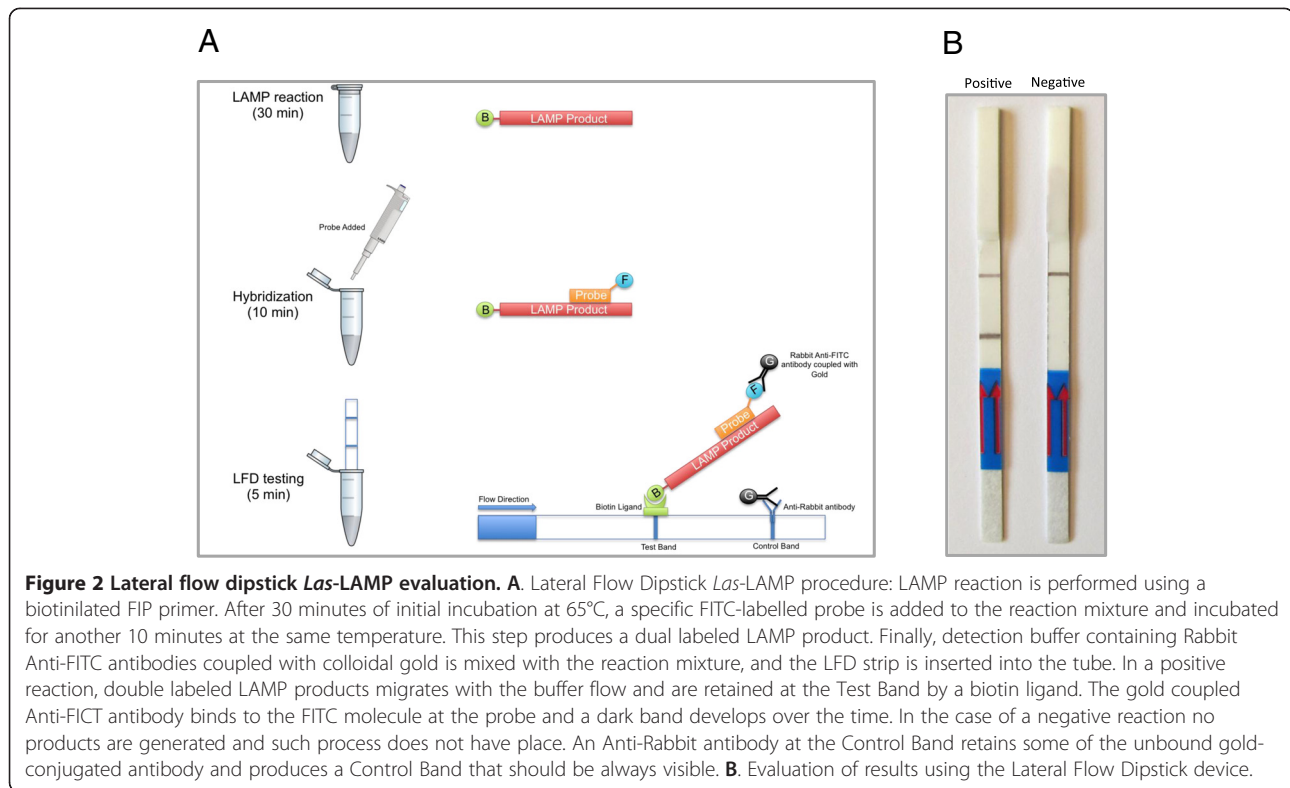 A
B
LAMP reaction
(30 min)
B
LAMP Product
Probe Added
Hybridization
(10 min)
F
Probe
B
LAMP Product
LFD testing
(5 min)
G
Rabbit Anti-FITC
antibody coupled with
Gold
F
Probe
LAMP Product
B
Flow Direction
Biotin Ligand
G
Anti-Rabbit antibody
Test Band
Control Band
Positive
Negative
Figure 2 Lateral flow dipstick Las-LAMP evaluation. A. Lateral Flow Dipstick Las-LAMP procedure: LAMP reaction is performed using a
biotinilated FIP primer. After 30 minutes of initial incubation at 65°C, a specific FITC-labelled probe is added to the reaction mixture and incubated
for another 10 minutes at the same temperature. This step produces a dual labeled LAMP product. Finally, detection buffer containing Rabbit
Anti-FITC antibodies coupled with colloidal gold is mixed with the reaction mixture, and the LFD strip is inserted into the tube. In a positive
reaction, double labeled LAMP products migrates with the buffer flow and are retained at the Test Band by a biotin ligand. The gold coupled
Anti-FICT antibody binds to the FITC molecule at the probe and a dark band develops over the time. In the case of a negative reaction no
products are generated and such process does not have place. An Anti-Rabbit antibody at the Control Band retains some of the unbound gold-
conjugated antibody and produces a Control Band that should be always visible. B. Evaluation of results using the Lateral Flow Dipstick device.